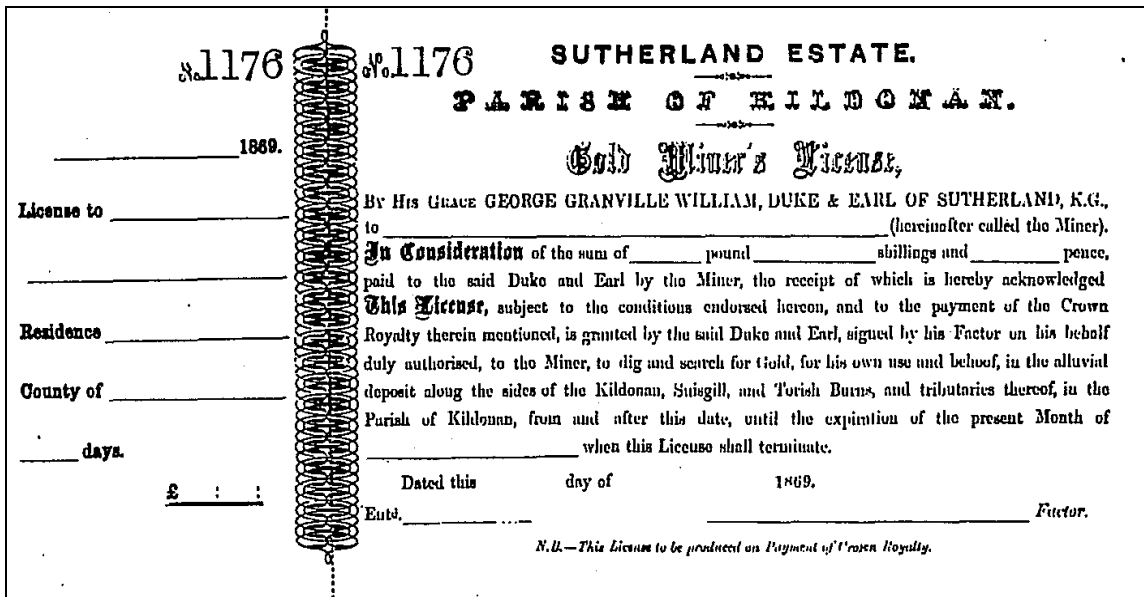 No. 1176
1869.
License to
Residence
County of
days.
£ : :
No. 1176
SUTHERLAND ESTATE.
PARISH OF KILDONAN.
Gold Miner's License,
BY HIS GRACE GEORGE GRANVILLE WILLIAM, DUKE & EARL OF SUTHERLAND, K.G.,
to (hereinafter called the Miner).
In Consideration of the sum of pound shillings and pence,
paid to the said Duke and Earl by the Miner, the receipt of which is hereby acknowledged
This License, subject to the conditions endorsed hereon, and to the payment of the Crown
Royalty therein mentioned, is granted by the said Duke and Earl, signed by his Factor on his behalf
duly authorised, to the Miner, to dig and search for Gold, for his own use and behoof, in the alluvial
deposit along the sides of the Kildonan, Suisgill, and Torish Burns, and tributaries thereof, in the
Parish of Kildonan, from and after this date, until the expiration of the present Month of
when this License shall terminate.
Dated this day of 1869.
Entd. Factor.
N.B.—This License to be produced on Payment of Crown Royalty.